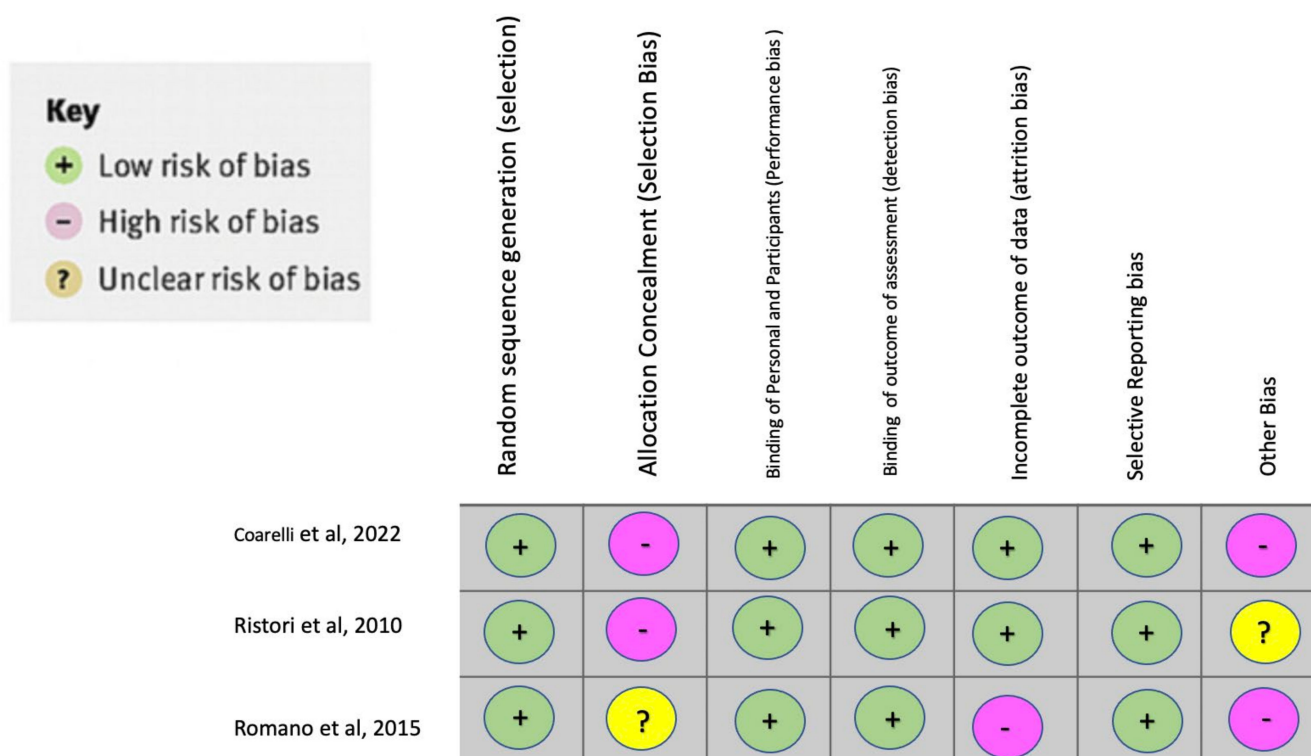 Key
+ Low risk of bias
- High risk of bias
? Unclear risk of bias
Random sequence generation (selection)
Allocation Concealment (Selection Bias)
Binding of Personal and Participants (Performance bias )
Binding of outcome of assessment (detection bias)
Incomplete outcome of data (attrition bias)
Selective Reporting bias
Other Bias
Coarelli et al, 2022 + - + + + + -
Ristori et al, 2010 + - + + + + ?
Romano et al, 2015 + ? + + - + -